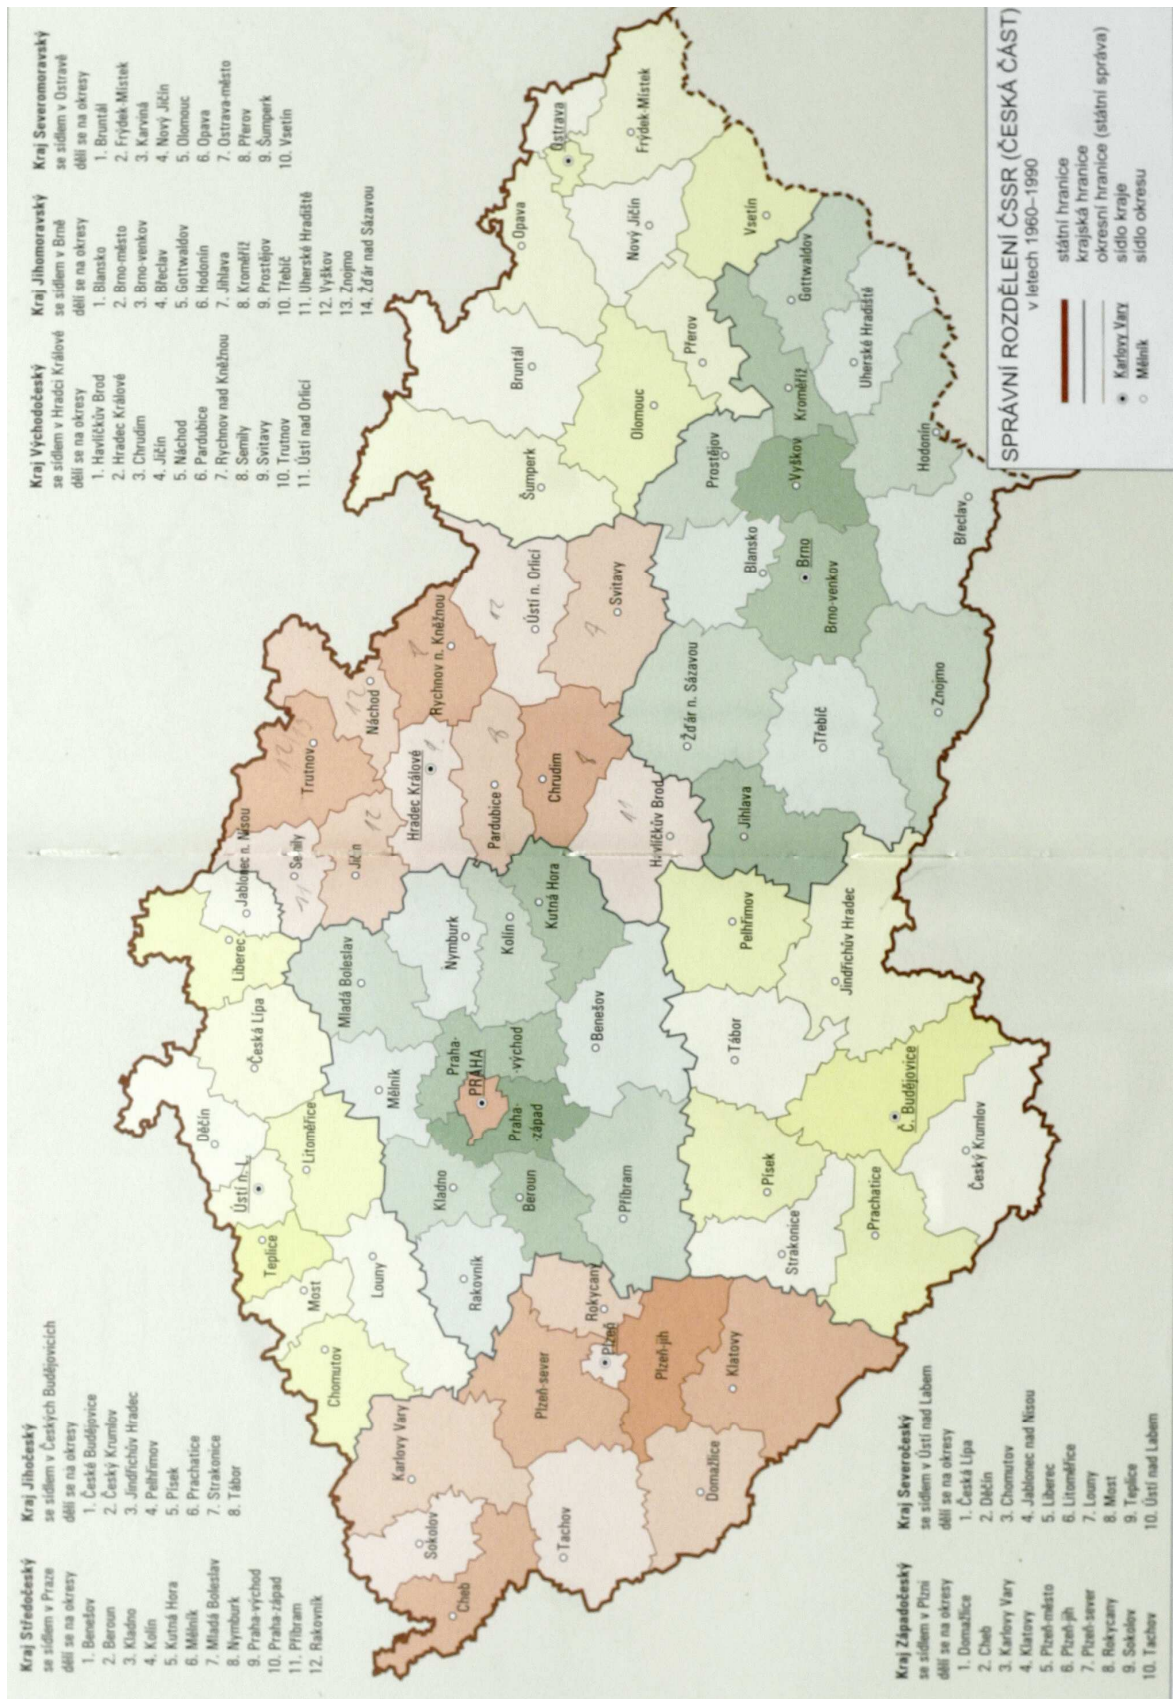 Kraj Středočeský
se sídlem v Praze
dělí se na okresy
1. Benešov
2. Beroun
3. Kladno
4. Kolín
5. Kutná Hora
6. Mělník
7. Mladá Boleslav
8. Nymburk
9. Praha-východ
10. Praha-západ
11. Příbram
12. Rakovník
Kraj Jihočeský
se sídlem v Českých Budějovicích
dělí se na okresy
1. České Budějovice
2. Český Krumlov
3. Jindřichův Hradec
4. Pelhřimov
5. Písek
6. Prachatice
7. Strakonice
8. Tábor
Kraj Východočeský
se sídlem v Hradci Králové
dělí se na okresy
1. Havlíčkův Brod
2. Hradec Králové
3. Chrudim
4. Jičín
5. Náchod
6. Pardubice
7. Rychnov nad Kněžnou
8. Semily
9. Svitavy
10. Trutnov
11. Ústí nad Orlicí
Kraj Jihomoravský
se sídlem v Brně
dělí se na okresy
1. Blansko
2. Brno-město
3. Brno-venkov
4. Břeclav
5. Gottwaldov
6. Hodonín
7. Jihlava
8. Kroměříž
9. Prostějov
10. Třebíč
11. Uherské Hradiště
12. Vyškov
13. Znojmo
14. Žďár nad Sázavou
Kraj Severomoravský
se sídlem v Ostravě
dělí se na okresy
1. Bruntál
2. Frýdek-Místek
3. Karviná
4. Nový Jičín
5. Olomouc
6. Opava
7. Ostrava-město
8. Přerov
9. Šumperk
10. Vsetín
Děčín
Ústí n. L.
Teplice
Most
Chomutov
Louny
Litoměřice
Česká Lípa
Liberec
Jablonec n. Nisou
Semily
11
Jičín
12
Trutnov
12
Náchod
12
Hradec Králové
9
Rychnov n. Kněžnou
7
Pardubice
8
Chrudim
8
Ústí n. Orlicí
12
Svitavy
7
Havlíčkův Brod
11
Cheb
Sokolov
Karlovy Vary
Tachov
Plzeň-sever
Plzeň
Rokycany
Plzeň-jih
Domažlice
Klatovy
Rakovník
Kladno
Beroun
Mělník
Mladá Boleslav
Praha-
-východ
PRAHA
Praha-
-západ
Nymburk
Kolín
Kutná Hora
Benešov
Příbram
Písek
Strakonice
Prachatice
Tábor
Č. Budějovice
Český Krumlov
Pelhřimov
Jindřichův Hradec
Jihlava
Žďár n. Sázavou
Třebíč
Znojmo
Blansko
Brno
Brno-venkov
Břeclav
Prostějov
Vyškov
Hodonín
Kroměříž
Uherské Hradiště
Gottwaldov
Šumperk
Bruntál
Olomouc
Přerov
Opava
Ostrava
Nový Jičín
Frýdek-Místek
Vsetín
Kraj Západočeský
se sídlem v Plzni
dělí se na okresy
1. Domažlice
2. Cheb
3. Karlovy Vary
4. Klatovy
5. Plzeň-město
6. Plzeň-jih
7. Plzeň-sever
8. Rokycany
9. Sokolov
10. Tachov
Kraj Severočeský
se sídlem v Ústí nad Labem
dělí se na okresy
1. Česká Lípa
2. Děčín
3. Chomutov
4. Jablonec nad Nisou
5. Liberec
6. Litoměřice
7. Louny
8. Most
9. Teplice
10. Ústí nad Labem
SPRÁVNÍ ROZDĚLENÍ ČSSR (ČESKÁ ČÁST)
v letech 1960–1990
státní hranice
krajská hranice
okresní hranice (státní správa)
Karlovy Vary sídlo kraje
Mělník sídlo okresu